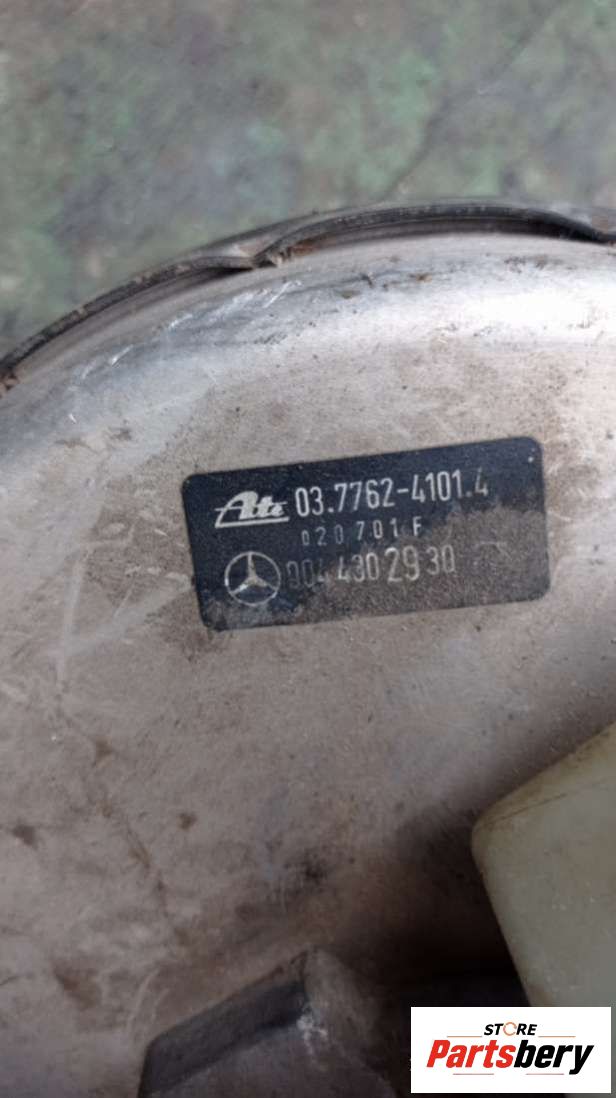 Ate 03.7762-4101.4
020701F
004 430 29 30
STORE
Partsbery